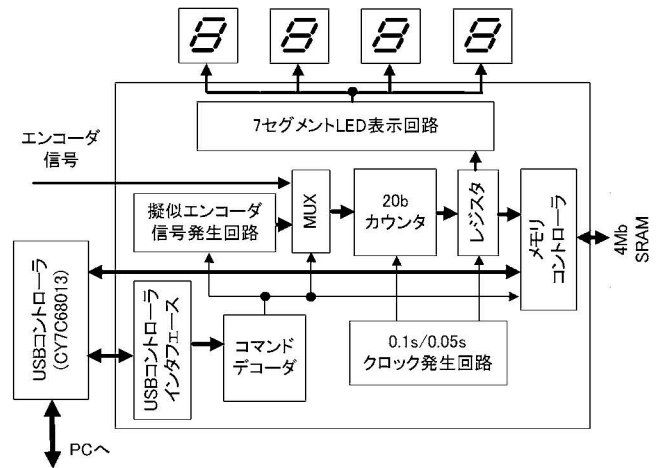 7セグメントLED表示回路
エンコーダ
信号
擬似エンコーダ
信号発生回路
MUX
20b
カウンタ
レジスタ
メモリ
コントローラ
4Mb
SRAM
USBコントローラ
(CY7C68013)
USBコントローラ
インタフェース
コマンド
デコーダ
0.1s/0.05s
クロック発生回路
PCへ